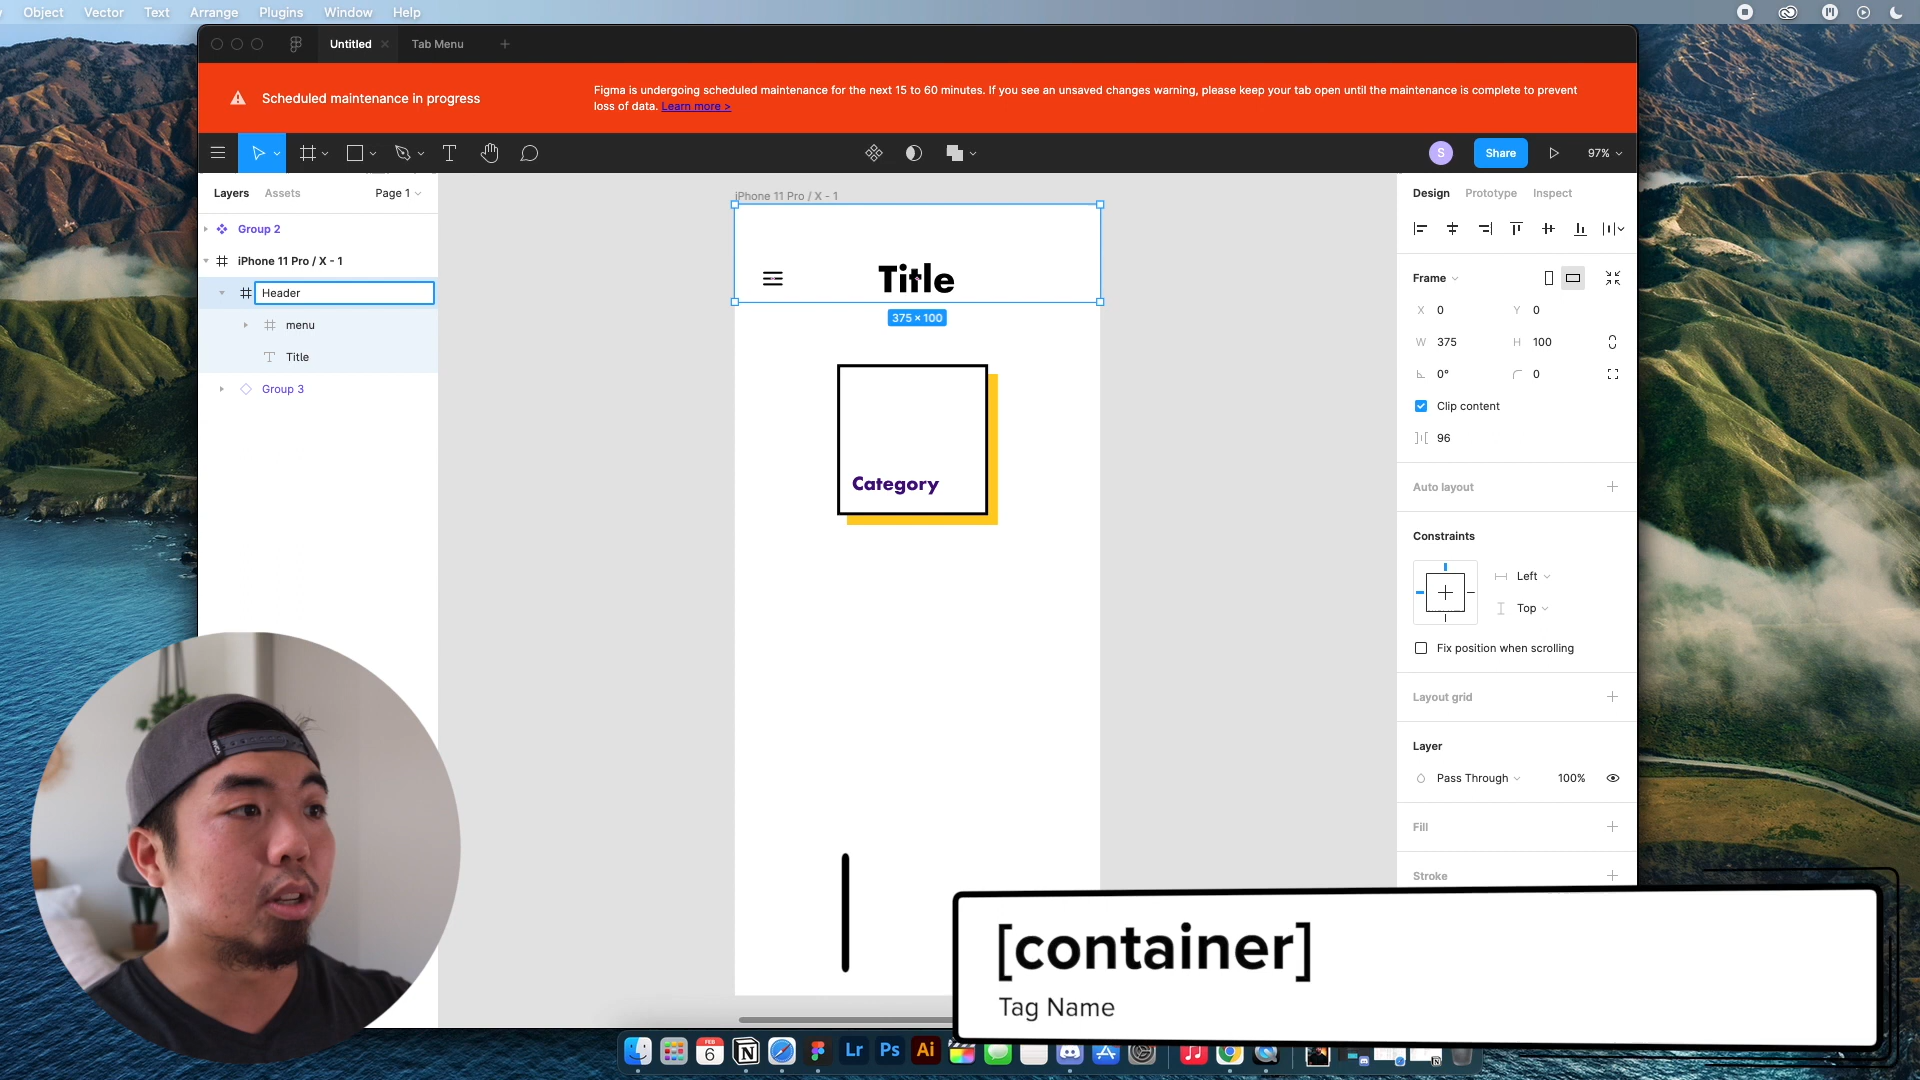 Object Vector Text Arrange Plugins Window Help
Untitled Tab Menu
Scheduled maintenance in progress
Figma is undergoing scheduled maintenance for the next 15 to 60 minutes. If you see an unsaved changes warning, please keep your tab open until the maintenance is complete to prevent
loss of data. Learn more >
S Share 97%
Layers Assets Page 1
Group 2
iPhone 11 Pro / X - 1
Header
menu
Title
Group 3
iPhone 11 Pro / X - 1
Title
375 × 100
Category
Design Prototype Inspect
Frame
X 0 Y 0
W 375 H 100
0° 0
Clip content
96
Auto layout
Constraints
Left
Top
Fix position when scrolling
Layout grid
Layer
Pass Through 100%
Fill
Stroke
[container]
Tag Name
FEB
6
Lr Ps Ai